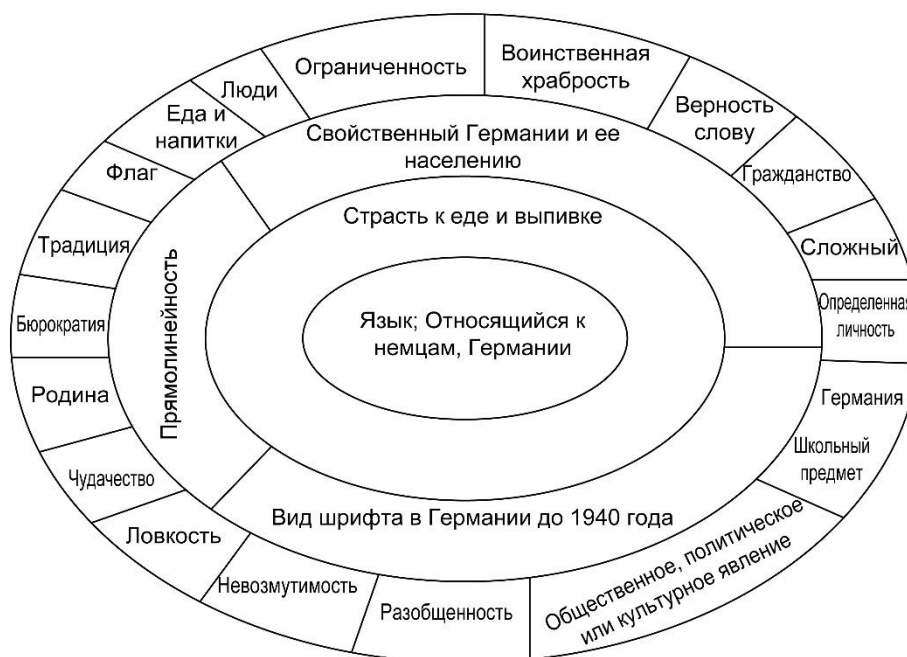 Ограниченность
Воинственная
храбрость
Верность
слову
Гражданство
Сложный
Определенная
личность
Германия
Школьный
предмет
Общественное, политическое
или культурное явление
Разобщенность
Невозмутимость
Ловкость
Чудачество
Родина
Бюрократия
Традиция
Флаг
Еда и
напитки
Люди
Свойственный Германии и ее
населению
Вид шрифта в Германии до 1940 года
Прямолинейность
Страсть к еде и выпивке
Язык; Относящийся к
немцам, Германии